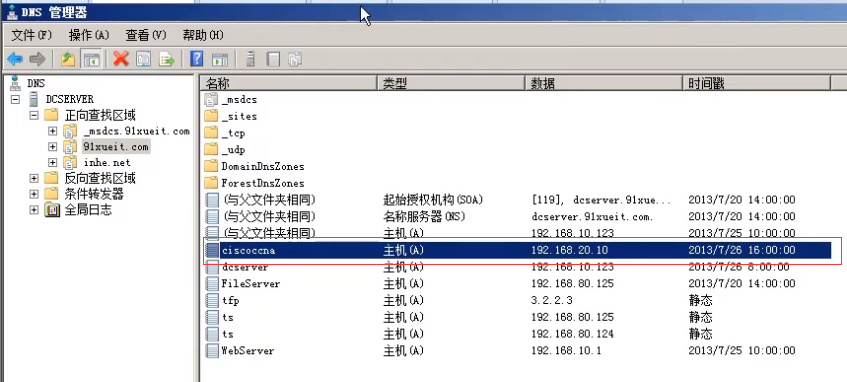 DNS 管理器
文件(F) 操作(A) 查看(V) 帮助(H)
DNS
DCSERVER
正向查找区域
_msdcs.91xueit.com
91xueit.com
inhe.net
反向查找区域
条件转发器
全局日志
名称 类型 数据 时间戳
_msdcs
_sites
_tcp
_udp
DomainDnsZones
ForestDnsZones
(与父文件夹相同) 起始授权机构(SOA) [119], dcserver.91xue... 2013/7/20 14:00:00
(与父文件夹相同) 名称服务器(NS) dcserver.91xueit.com. 2013/7/20 14:00:00
(与父文件夹相同) 主机(A) 192.168.10.123 2013/7/25 10:00:00
ciscoccna 主机(A) 192.168.20.10 2013/7/26 16:00:00
dcserver 主机(A) 192.168.10.123 2013/7/26 8:00:00
FileServer 主机(A) 192.168.80.125 2013/7/20 14:00:00
tfp 主机(A) 3.2.2.3 静态
ts 主机(A) 192.168.80.125 静态
ts 主机(A) 192.168.80.124 静态
WebServer 主机(A) 192.168.10.1 2013/7/25 10:00:00